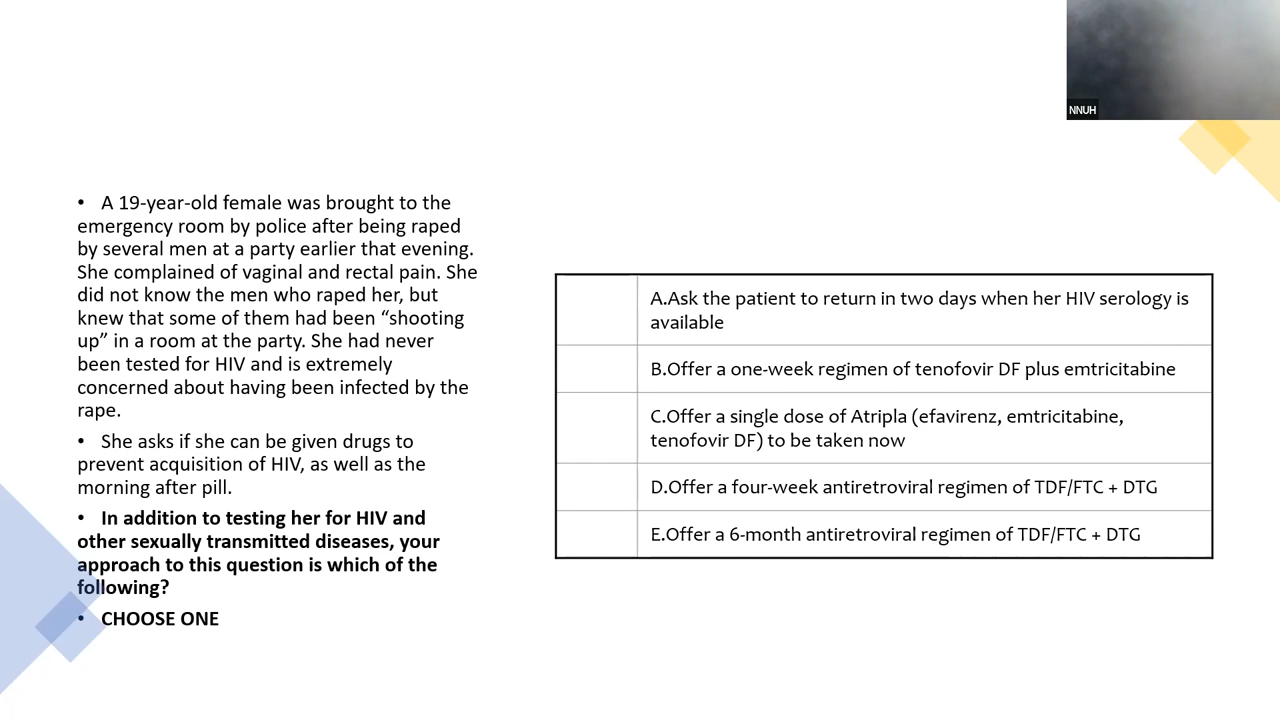 NNUH
• A 19-year-old female was brought to the
emergency room by police after being raped
by several men at a party earlier that evening.
She complained of vaginal and rectal pain. She
did not know the men who raped her, but
knew that some of them had been “shooting
up” in a room at the party. She had never
been tested for HIV and is extremely
concerned about having been infected by the
rape.
• She asks if she can be given drugs to
prevent acquisition of HIV, as well as the
morning after pill.
• In addition to testing her for HIV and
other sexually transmitted diseases, your
approach to this question is which of the
following?
• CHOOSE ONE
A.Ask the patient to return in two days when her HIV serology is
available
B.Offer a one-week regimen of tenofovir DF plus emtricitabine
C.Offer a single dose of Atripla (efavirenz, emtricitabine,
tenofovir DF) to be taken now
D.Offer a four-week antiretroviral regimen of TDF/FTC + DTG
E.Offer a 6-month antiretroviral regimen of TDF/FTC + DTG